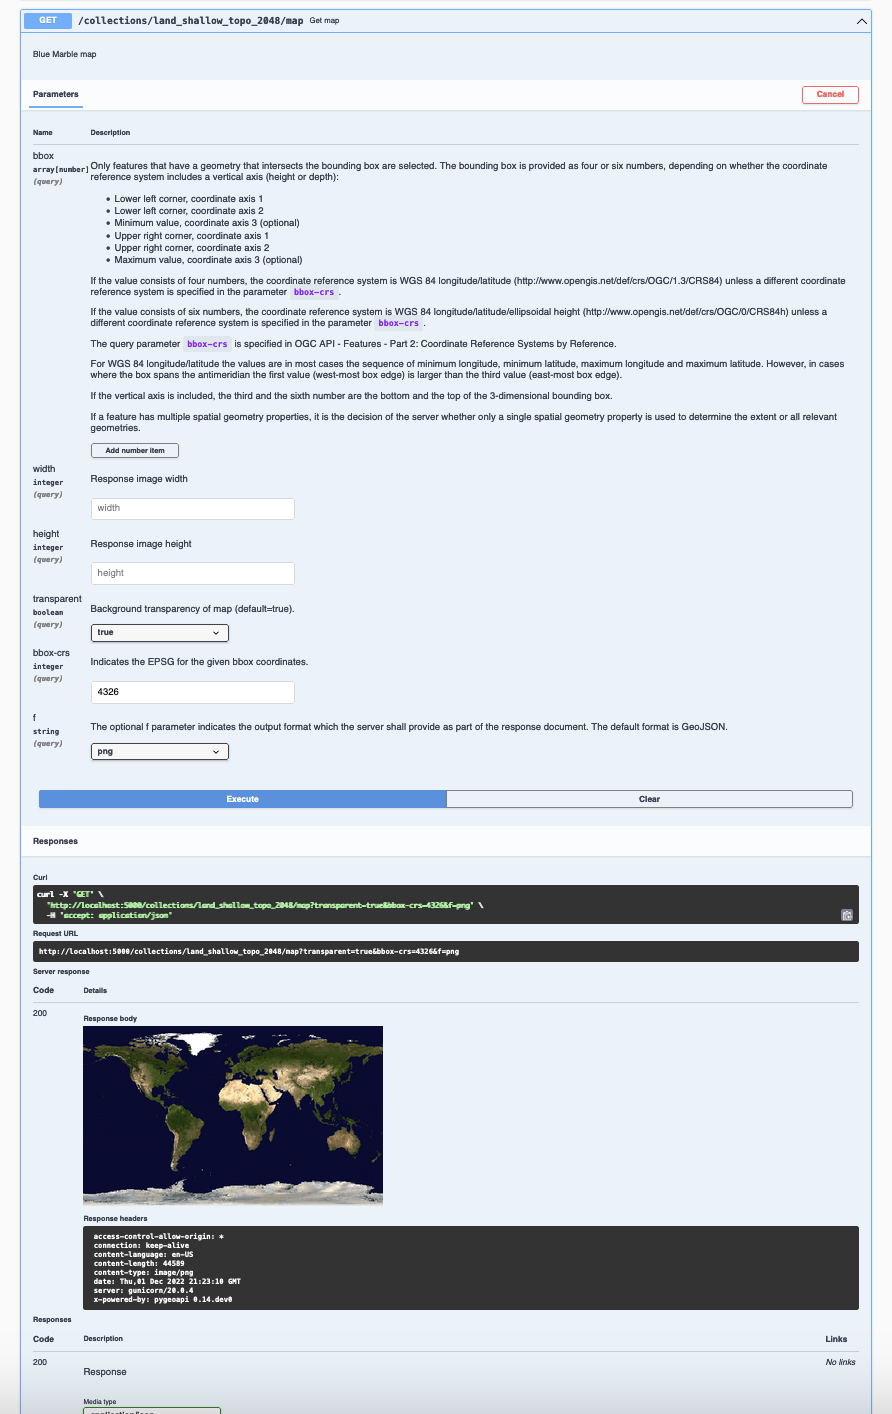 GET /collections/land_shallow_topo_2048/map Get map
Blue Marble map
Parameters
Cancel
Name Description
bbox
array[number]
(query)
Only features that have a geometry that intersects the bounding box are selected. The bounding box is provided as four or six numbers, depending on whether the coordinate
reference system includes a vertical axis (height or depth):
• Lower left corner, coordinate axis 1
• Lower left corner, coordinate axis 2
• Minimum value, coordinate axis 3 (optional)
• Upper right corner, coordinate axis 1
• Upper right corner, coordinate axis 2
• Maximum value, coordinate axis 3 (optional)
If the value consists of four numbers, the coordinate reference system is WGS 84 longitude/latitude (http://www.opengis.net/def/crs/OGC/1.3/CRS84) unless a different coordinate
reference system is specified in the parameter bbox-crs .
If the value consists of six numbers, the coordinate reference system is WGS 84 longitude/latitude/ellipsoidal height (http://www.opengis.net/def/crs/OGC/0/CRS84h) unless a
different coordinate reference system is specified in the parameter bbox-crs .
The query parameter bbox-crs is specified in OGC API - Features - Part 2: Coordinate Reference Systems by Reference.
For WGS 84 longitude/latitude the values are in most cases the sequence of minimum longitude, minimum latitude, maximum longitude and maximum latitude. However, in cases
where the box spans the antimeridian the first value (west-most box edge) is larger than the third value (east-most box edge).
If the vertical axis is included, the third and the sixth number are the bottom and the top of the 3-dimensional bounding box.
If a feature has multiple spatial geometry properties, it is the decision of the server whether only a single spatial geometry property is used to determine the extent or all relevant
geometries.
Add number item
width
integer
(query)
Response image width
width
height
integer
(query)
Response image height
height
transparent
boolean
(query)
Background transparency of map (default=true).
true
bbox-crs
integer
(query)
Indicates the EPSG for the given bbox coordinates.
4326
f
string
(query)
The optional f parameter indicates the output format which the server shall provide as part of the response document. The default format is GeoJSON.
png
Execute
Clear
Responses
Curl
curl -X 'GET' \
'http://localhost:5000/collections/land_shallow_topo_2048/map?transparent=true&bbox-crs=4326&f=png' \
-H 'accept: application/json'
Request URL
http://localhost:5000/collections/land_shallow_topo_2048/map?transparent=true&bbox-crs=4326&f=png
Server response
Code Details
200
Response body
Response headers
access-control-allow-origin: *
connection: keep-alive
content-language: en-US
content-length: 44589
content-type: image/png
date: Thu,01 Dec 2022 21:23:10 GMT
server: gunicorn/20.0.4
x-powered-by: pygeoapi 0.14.dev0
Responses
Code Description Links
200
Response
No links
Media type
application/json